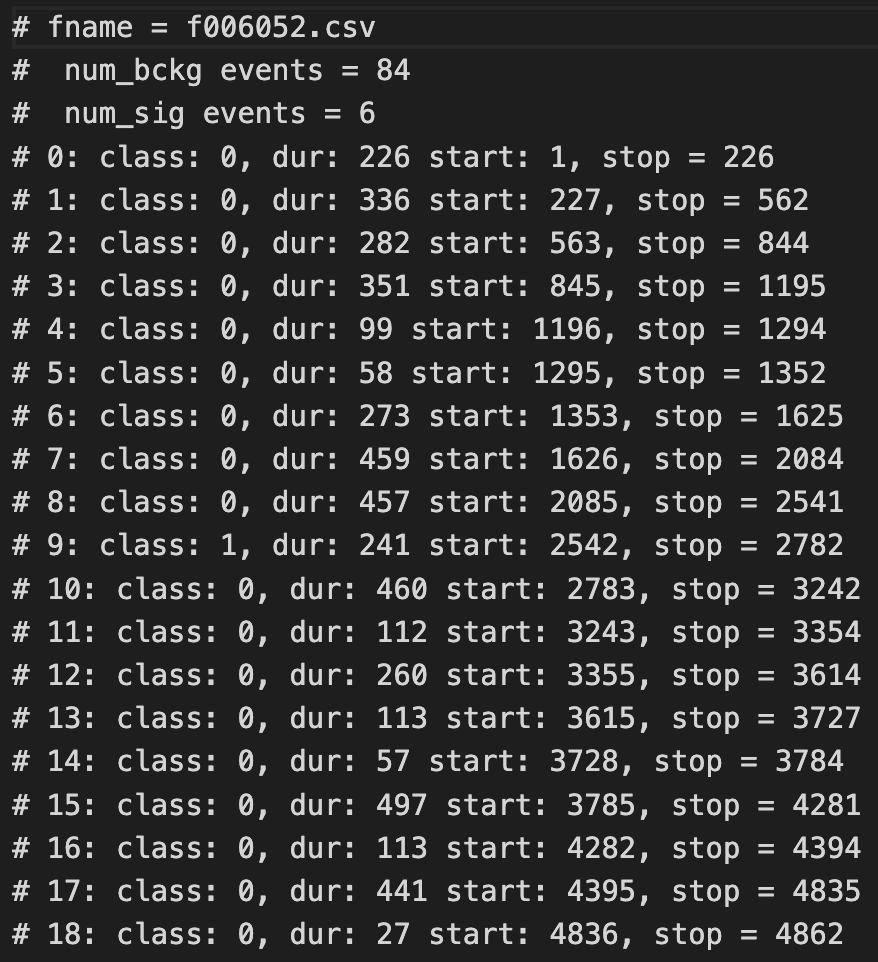 # fname = f006052.csv
#  num_bckg events = 84
#  num_sig events = 6
# 0: class: 0, dur: 226 start: 1, stop = 226
# 1: class: 0, dur: 336 start: 227, stop = 562
# 2: class: 0, dur: 282 start: 563, stop = 844
# 3: class: 0, dur: 351 start: 845, stop = 1195
# 4: class: 0, dur: 99 start: 1196, stop = 1294
# 5: class: 0, dur: 58 start: 1295, stop = 1352
# 6: class: 0, dur: 273 start: 1353, stop = 1625
# 7: class: 0, dur: 459 start: 1626, stop = 2084
# 8: class: 0, dur: 457 start: 2085, stop = 2541
# 9: class: 1, dur: 241 start: 2542, stop = 2782
# 10: class: 0, dur: 460 start: 2783, stop = 3242
# 11: class: 0, dur: 112 start: 3243, stop = 3354
# 12: class: 0, dur: 260 start: 3355, stop = 3614
# 13: class: 0, dur: 113 start: 3615, stop = 3727
# 14: class: 0, dur: 57 start: 3728, stop = 3784
# 15: class: 0, dur: 497 start: 3785, stop = 4281
# 16: class: 0, dur: 113 start: 4282, stop = 4394
# 17: class: 0, dur: 441 start: 4395, stop = 4835
# 18: class: 0, dur: 27 start: 4836, stop = 4862